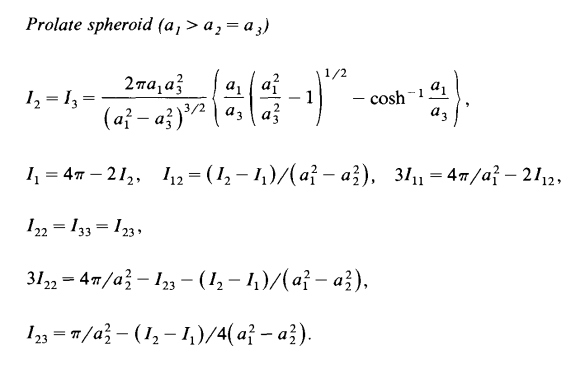 Prolate spheroid (a₁ > a₂ = a₃)
I₂ = I₃ = 2πa₁a₃²/(a₁² − a₃²)^{3/2} {a₁/a₃ (a₁²/a₃² − 1)^{1/2} − cosh⁻¹ a₁/a₃},
I₁ = 4π − 2I₂, I₁₂ = (I₂ − I₁)/(a₁² − a₂²), 3I₁₁ = 4π/a₁² − 2I₁₂,
I₂₂ = I₃₃ = I₂₃,
3I₂₂ = 4π/a₂² − I₂₃ − (I₂ − I₁)/(a₁² − a₂²),
I₂₃ = π/a₂² − (I₂ − I₁)/4(a₁² − a₂²).